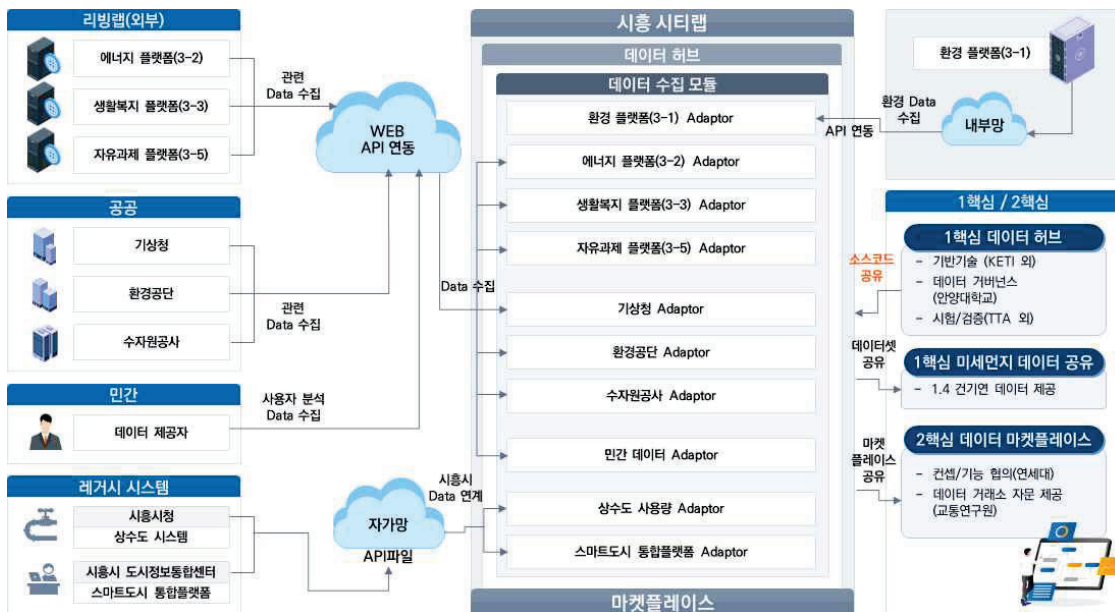 리빙랩(외부)
에너지 플랫폼(3-2)
생활복지 플랫폼(3-3)
자유과제 플랫폼(3-5)
관련
Data 수집
공공
기상청
환경공단
수자원공사
관련
Data 수집
민간
데이터 제공자
사용자 분석
Data 수집
레거시 시스템
시흥시청
상수도 시스템
시흥시 도시정보통합센터
스마트도시 통합플랫폼
WEB
API 연동
Data 수집
자가망
API파일
시흥시
Data 연계
시흥 시티랩
데이터 허브
데이터 수집 모듈
환경 플랫폼(3-1) Adaptor
에너지 플랫폼(3-2) Adaptor
생활복지 플랫폼(3-3) Adaptor
자유과제 플랫폼(3-5) Adaptor
기상청 Adaptor
환경공단 Adaptor
수자원공사 Adaptor
민간 데이터 Adaptor
상수도 사용량 Adaptor
스마트도시 통합플랫폼 Adaptor
마켓플레이스
환경 플랫폼(3-1)
환경 Data
수집
API 연동
내부망
1핵심 / 2핵심
1핵심 데이터 허브
- 기반기술 (KETI 외)
- 데이터 거버넌스
(안양대학교)
- 시험/검증(TTA 외)
소스코드
공유
데이터셋
공유
1핵심 미세먼지 데이터 공유
- 1.4 건기연 데이터 제공
마켓
플레이스
공유
2핵심 데이터 마켓플레이스
- 컨셉/기능 협의(연세대)
- 데이터 거래소 자문 제공
(교통연구원)